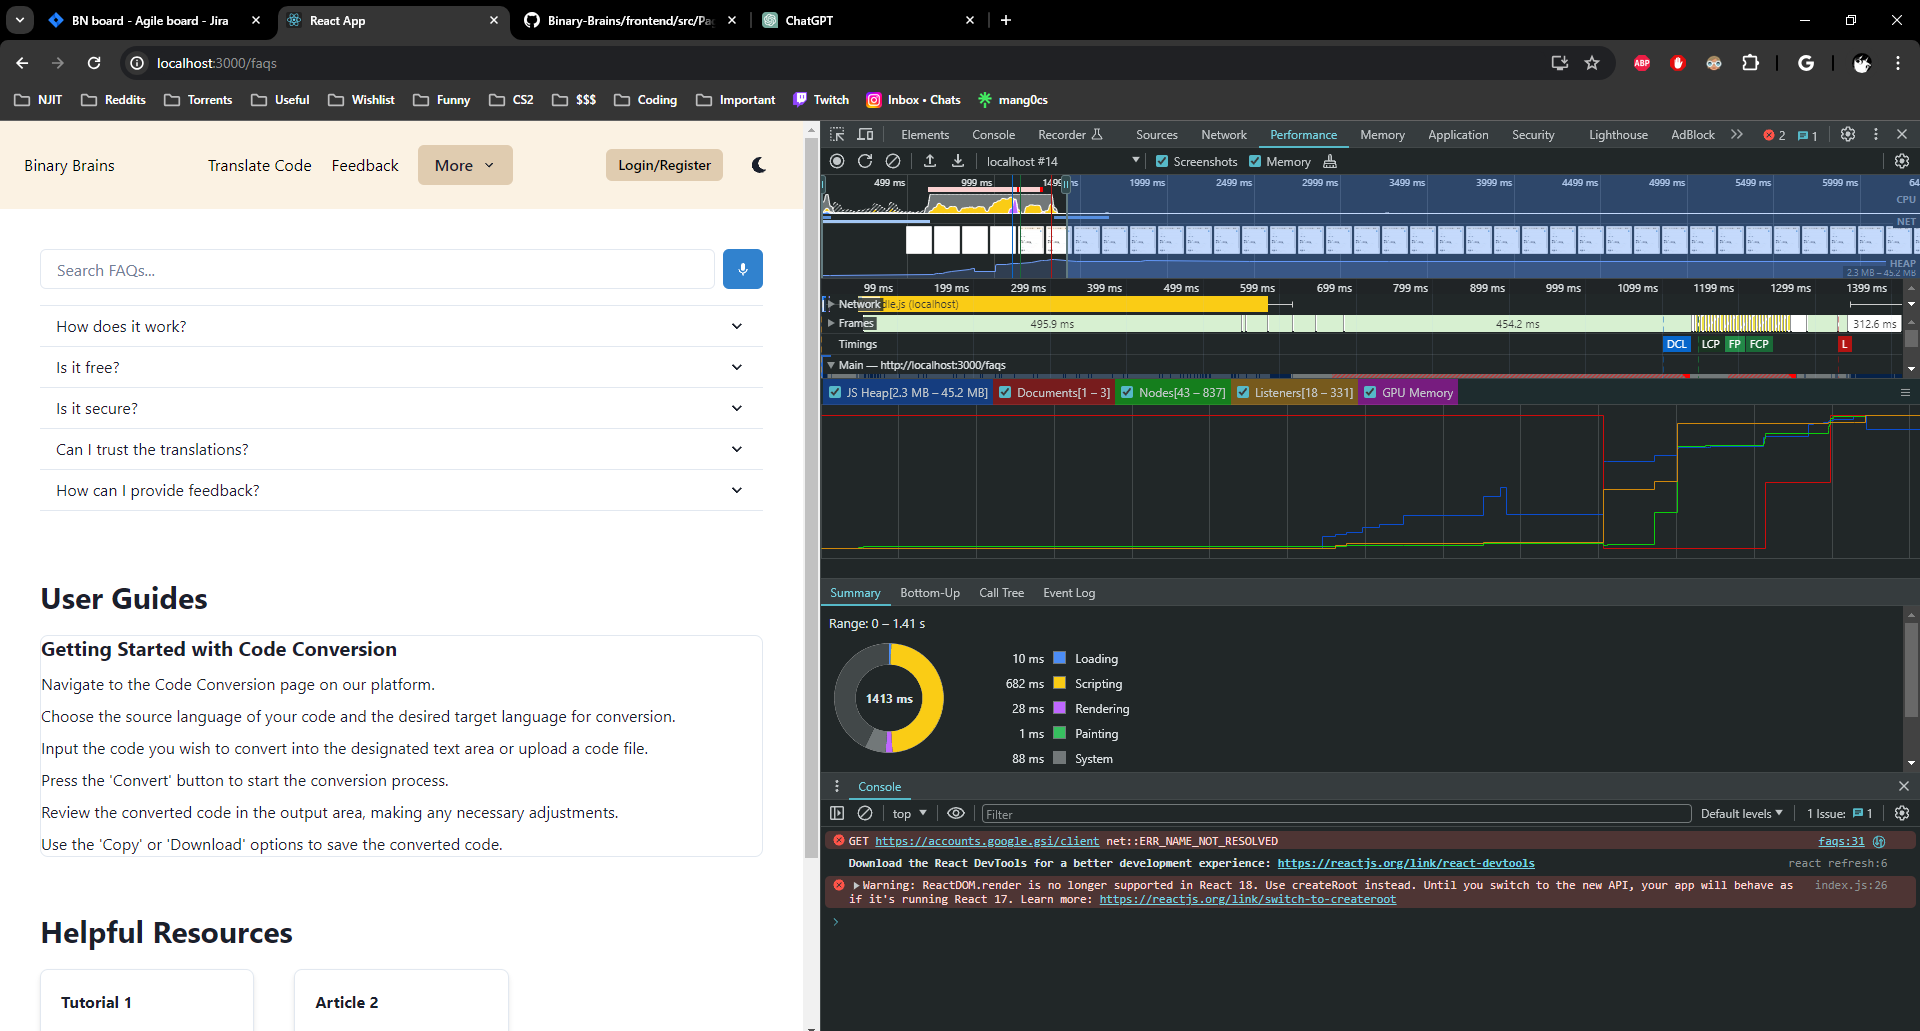 BN board - Agile board - Jira
React App
Binary-Brains/frontend/src/Pa
ChatGPT
localhost:3000/faqs
ABP
G
NJIT
Reddits
Torrents
Useful
Wishlist
Funny
CS2
$$$
Coding
Important
Twitch
Inbox • Chats
mang0cs
Binary Brains
Translate Code
Feedback
More
Login/Register
Search FAQs...
How does it work?
Is it free?
Is it secure?
Can I trust the translations?
How can I provide feedback?
User Guides
Getting Started with Code Conversion
Navigate to the Code Conversion page on our platform.
Choose the source language of your code and the desired target language for conversion.
Input the code you wish to convert into the designated text area or upload a code file.
Press the 'Convert' button to start the conversion process.
Review the converted code in the output area, making any necessary adjustments.
Use the 'Copy' or 'Download' options to save the converted code.
Helpful Resources
Tutorial 1
Article 2
Elements
Console
Recorder
Sources
Network
Performance
Memory
Application
Security
Lighthouse
AdBlock
2
1
localhost #14
Screenshots
Memory
499 ms 999 ms 1499 ms 1999 ms 2499 ms 2999 ms 3499 ms 3999 ms 4499 ms 4999 ms 5499 ms 5999 ms 64
CPU
NET
HEAP
2.3 MB – 45.2 MB
99 ms 199 ms 299 ms 399 ms 499 ms 599 ms 699 ms 799 ms 899 ms 999 ms 1099 ms 1199 ms 1299 ms 1399 ms
Network dle.js (localhost)
Frames 495.9 ms 454.2 ms 312.6 ms
Timings DCL LCP FP FCP L
Main — http://localhost:3000/faqs
JS Heap[2.3 MB – 45.2 MB] Documents[1 – 3] Nodes[43 – 837] Listeners[18 – 331] GPU Memory
Summary Bottom-Up Call Tree Event Log
Range: 0 – 1.41 s
1413 ms
10 ms Loading
682 ms Scripting
28 ms Rendering
1 ms Painting
88 ms System
Console
top
Filter
Default levels
1 Issue: 1
GET https://accounts.google.gsi/client net::ERR_NAME_NOT_RESOLVED faqs:31
Download the React DevTools for a better development experience: https://reactjs.org/link/react-devtools react refresh:6
Warning: ReactDOM.render is no longer supported in React 18. Use createRoot instead. Until you switch to the new API, your app will behave as index.js:26
if it's running React 17. Learn more: https://reactjs.org/link/switch-to-createroot